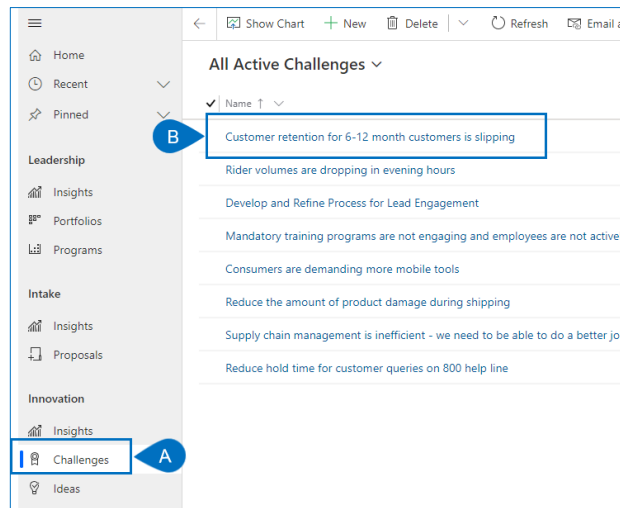 Show Chart New Delete Refresh Email a
Home
Recent
Pinned
Leadership
Insights
Portfolios
Programs
Intake
Insights
Proposals
Innovation
Insights
Challenges
A
Ideas
All Active Challenges
Name ↑
B
Customer retention for 6-12 month customers is slipping
Rider volumes are dropping in evening hours
Develop and Refine Process for Lead Engagement
Mandatory training programs are not engaging and employees are not active
Consumers are demanding more mobile tools
Reduce the amount of product damage during shipping
Supply chain management is inefficient - we need to be able to do a better jo
Reduce hold time for customer queries on 800 help line